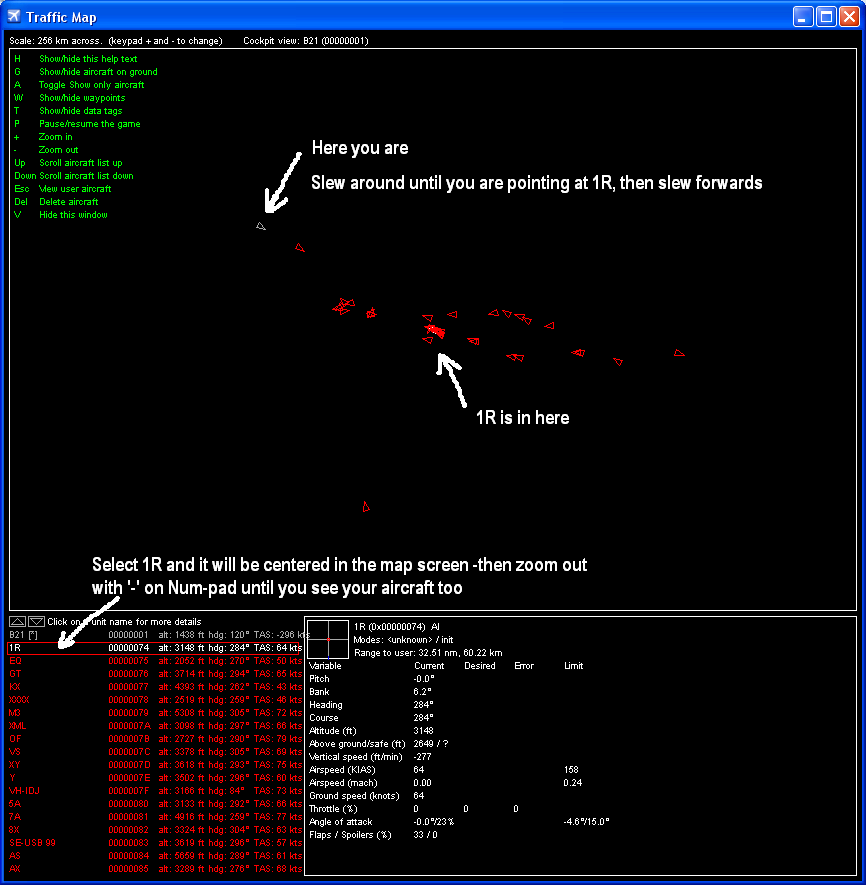 Traffic Map
Scale: 256 km across. (keypad + and - to change) Cockpit view: B21 (00000001)
H Show/hide this help text
G Show/hide aircraft on ground
A Toggle Show only aircraft
W Show/hide waypoints
T Show/hide data tags
P Pause/resume the game
+ Zoom in
- Zoom out
Up Scroll aircraft list up
Down Scroll aircraft list down
Esc View user aircraft
Del Delete aircraft
V Hide this window
Here you are
Slew around until you are pointing at 1R, then slew forwards
1R is in here
Select 1R and it will be centered in the map screen -then zoom out
with '-' on Num-pad until you see your aircraft too
Click on unit name for more details
B21 [*] 00000001 alt: 1438 ft hdg: 120° TAS: -296 kts
1R 00000074 alt: 3148 ft hdg: 284° TAS: 64 kts
EO 00000075 alt: 2052 ft hdg: 270° TAS: 50 kts
GT 00000076 alt: 3714 ft hdg: 294° TAS: 65 kts
KX 00000077 alt: 4393 ft hdg: 262° TAS: 43 kts
XXXX 00000078 alt: 2519 ft hdg: 259° TAS: 46 kts
M3 00000079 alt: 5308 ft hdg: 305° TAS: 72 kts
XML 0000007A alt: 3098 ft hdg: 297° TAS: 66 kts
OF 0000007B alt: 2727 ft hdg: 290° TAS: 79 kts
VS 0000007C alt: 3378 ft hdg: 305° TAS: 69 kts
XY 0000007D alt: 3618 ft hdg: 293° TAS: 75 kts
Y 0000007E alt: 3502 ft hdg: 296° TAS: 60 kts
VH-IDJ 0000007F alt: 3166 ft hdg: 84° TAS: 73 kts
5A 00000080 alt: 3133 ft hdg: 292° TAS: 66 kts
7A 00000081 alt: 4916 ft hdg: 259° TAS: 77 kts
8X 00000082 alt: 3324 ft hdg: 304° TAS: 63 kts
SE-USB 99 00000083 alt: 3619 ft hdg: 296° TAS: 57 kts
AS 00000084 alt: 5659 ft hdg: 289° TAS: 61 kts
AX 00000085 alt: 3289 ft hdg: 276° TAS: 68 kts
1R (0x00000074) AI
Modes: <unknown> / init
Range to user: 32.51 nm, 60.22 km
Variable Current Desired Error Limit
Pitch -0.0°
Bank 6.2°
Heading 284°
Course 284°
Altitude (ft) 3148
Above ground/safe (ft) 2649 / ?
Vertical speed (ft/min) -277
Airspeed (KIAS) 64 158
Airspeed (mach) 0.00 0.24
Ground speed (knots) 64
Throttle (%) 0 0 0
Angle of attack -0.0°/23% -4.6°/15.0°
Flaps / Spoilers (%) 33 / 0